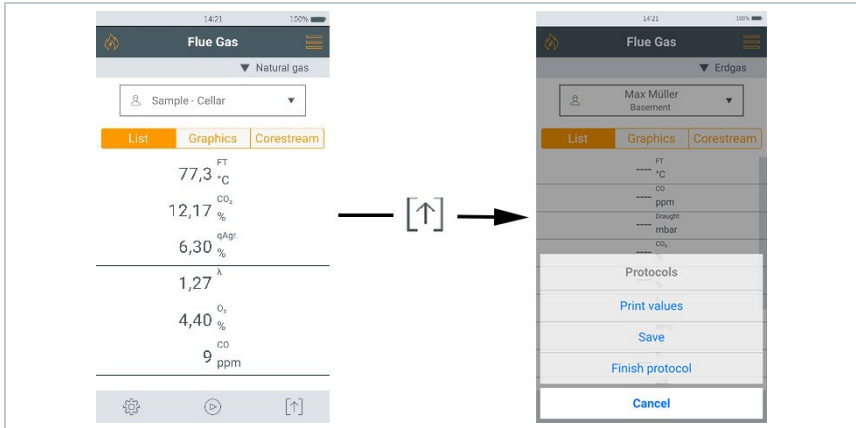 14:21 100%
Flue Gas
▼ Natural gas
Sample - Cellar ▼
List Graphics Corestream
77,3 FT °C
12,17 CO₂ %
6,30 qAgr. %
1,27 λ
4,40 O₂ %
9 CO ppm
[↑]
[↑]
14:21 100%
Flue Gas
▼ Erdgas
Max Müller
Basement ▼
List Graphics Corestream
---- FT °C
---- CO ppm
---- Draught mbar
---- CO₂
Protocols
Print values
Save
Finish protocol
Cancel